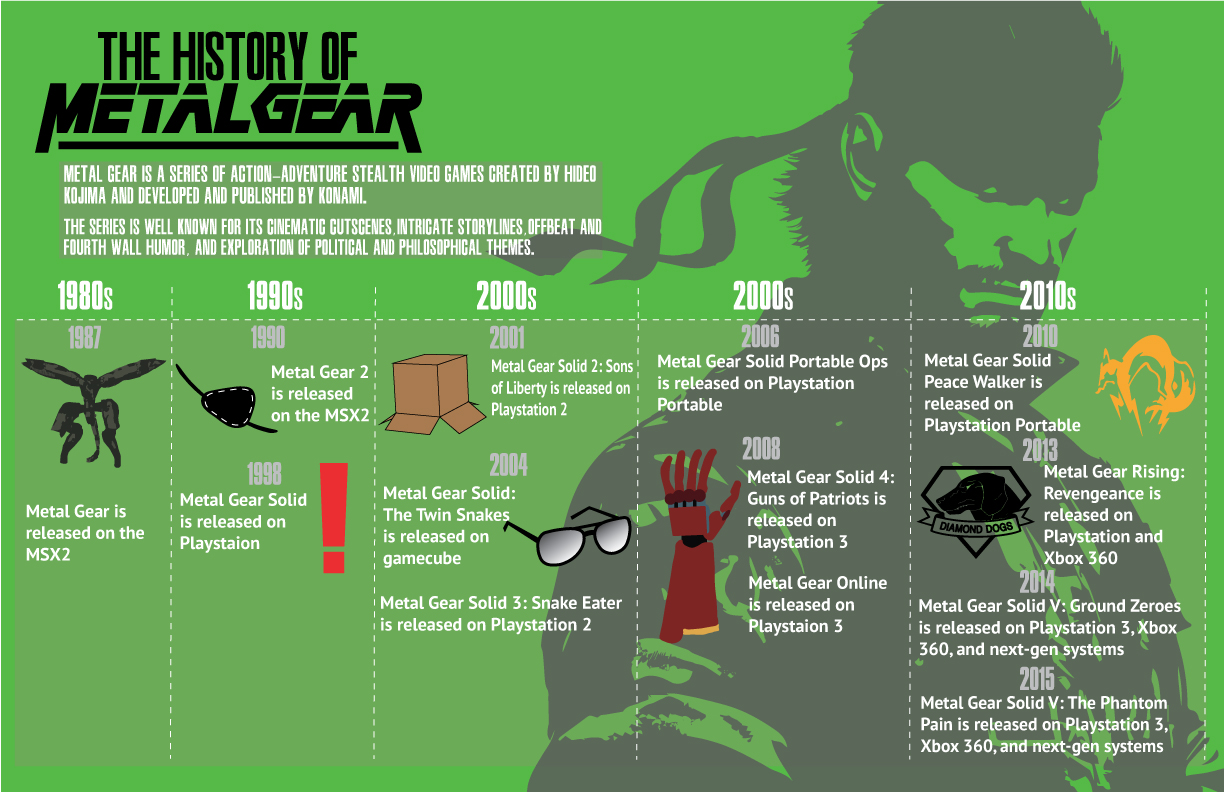 THE HISTORY OF
METAL GEAR
METAL GEAR IS A SERIES OF ACTION-ADVENTURE STEALTH VIDEO GAMES CREATED BY HIDEO
KOJIMA AND DEVELOPED AND PUBLISHED BY KONAMI.
THE SERIES IS WELL KNOWN FOR ITS CINEMATIC CUTSCENES, INTRICATE STORYLINES, OFFBEAT AND
FOURTH WALL HUMOR, AND EXPLORATION OF POLITICAL AND PHILOSOPHICAL THEMES.
1980s
1987
Metal Gear is
released on the
MSX2
1990s
1990
Metal Gear 2
is released
on the MSX2
1998
Metal Gear Solid
is released on
Playstaion
2000s
2001
Metal Gear Solid 2: Sons
of Liberty is released on
Playstation 2
2004
Metal Gear Solid:
The Twin Snakes
is released on
gamecube
Metal Gear Solid 3: Snake Eater
is released on Playstation 2
2000s
2006
Metal Gear Solid Portable Ops
is released on Playstation
Portable
2008
Metal Gear Solid 4:
Guns of Patriots is
released on
Playstation 3
Metal Gear Online
is released on
Playstaion 3
2010s
2010
Metal Gear Solid
Peace Walker is
released on
Playstation Portable
2013
Metal Gear Rising:
Revengeance is
released on
Playstation and
Xbox 360
DIAMOND DOGS
2014
Metal Gear Solid V: Ground Zeroes
is released on Playstation 3, Xbox
360, and next-gen systems
2015
Metal Gear Solid V: The Phantom
Pain is released on Playstation 3,
Xbox 360, and next-gen systems